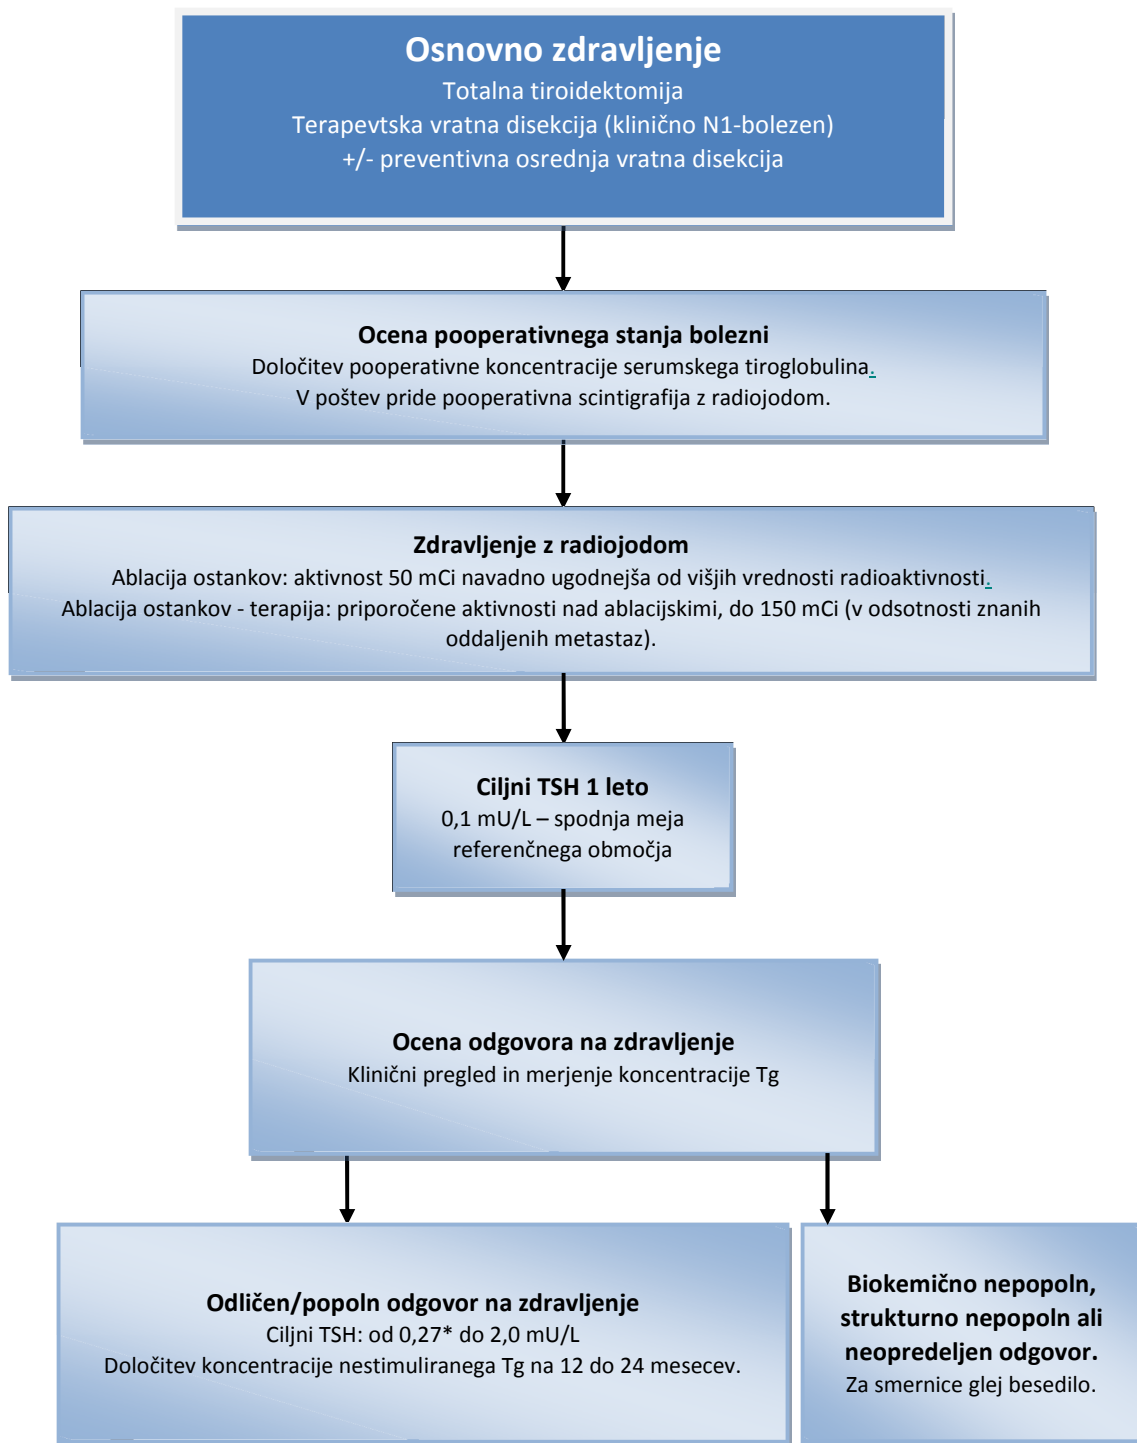 Osnovno zdravljenje
Totalna tiroidektomija
Terapevtska vratna disekcija (klinično N1-bolezen)
+/- preventivna osrednja vratna disekcija
Ocena pooperativnega stanja bolezni
Določitev pooperativne koncentracije serumskega tiroglobulina.
V poštev pride pooperativna scintigrafija z radiojodom.
Zdravljenje z radiojodom
Ablacija ostankov: aktivnost 50 mCi navadno ugodnejša od višjih vrednosti radioaktivnosti.
Ablacija ostankov - terapija: priporočene aktivnosti nad ablacijskimi, do 150 mCi (v odsotnosti znanih
oddaljenih metastaz).
Ciljni TSH 1 leto
0,1 mU/L – spodnja meja
referenčnega območja
Ocena odgovora na zdravljenje
Klinični pregled in merjenje koncentracije Tg
Odličen/popoln odgovor na zdravljenje
Ciljni TSH: od 0,27* do 2,0 mU/L
Določitev koncentracije nestimuliranega Tg na 12 do 24 mesecev.
Biokemično nepopoln,
strukturno nepopoln ali
neopredeljen odgovor.
Za smernice glej besedilo.